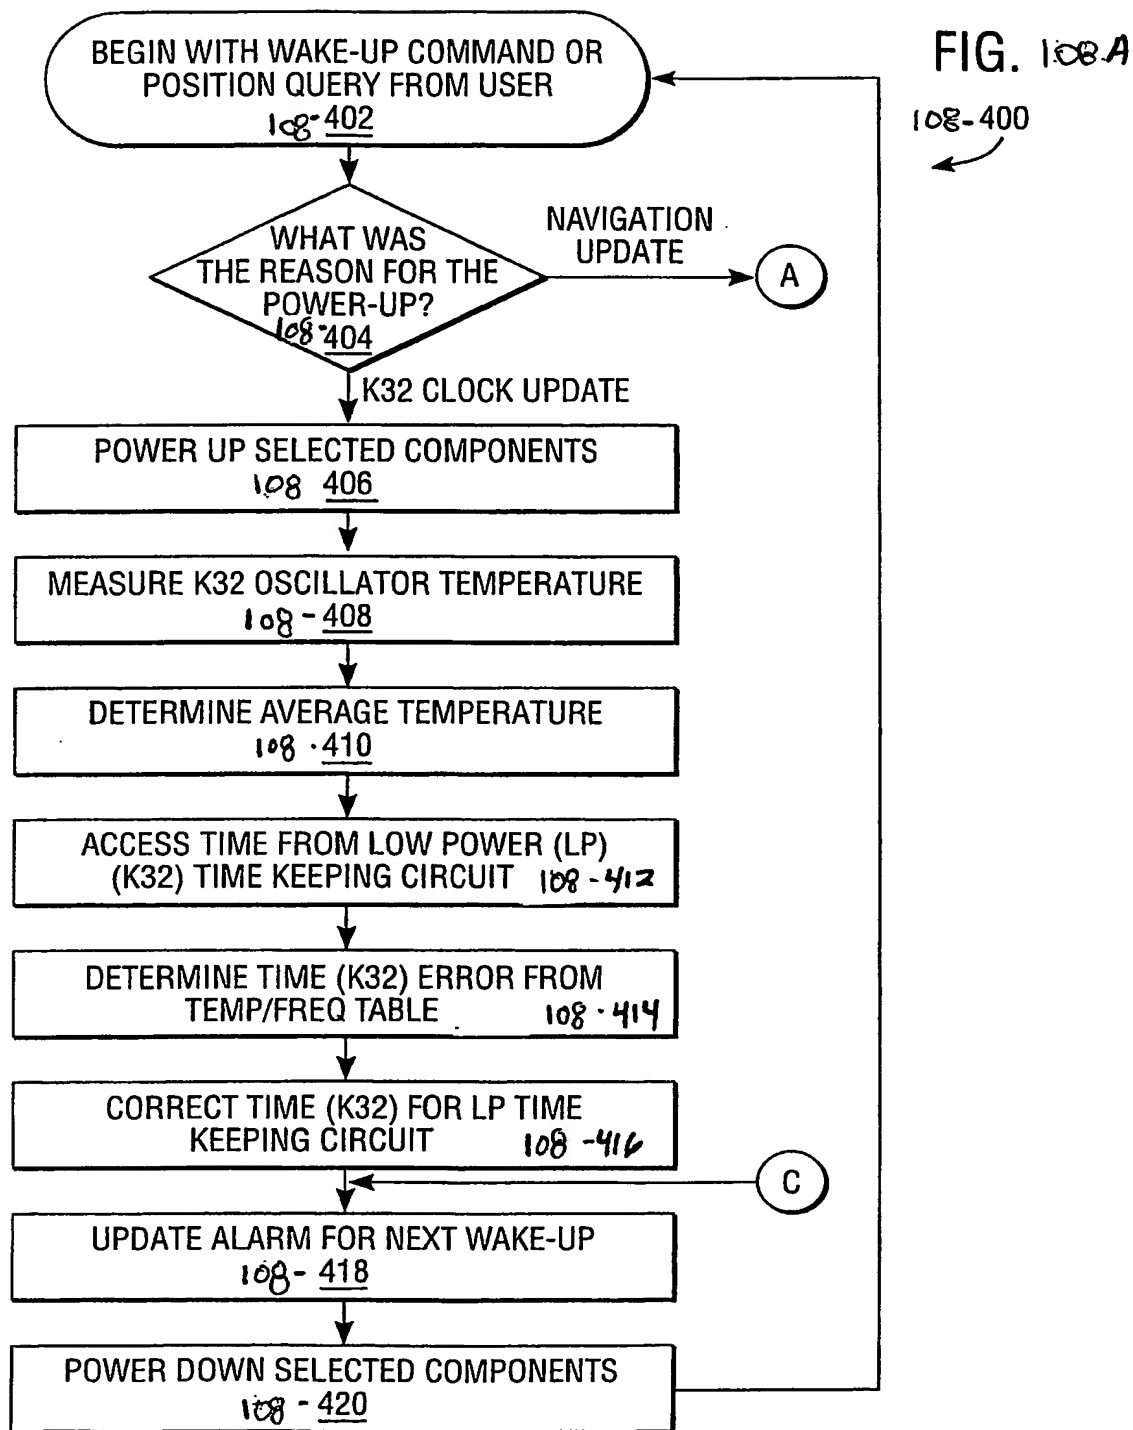 FIG. 108A
108-400
BEGIN WITH WAKE-UP COMMAND OR
POSITION QUERY FROM USER
108-402
WHAT WAS
THE REASON FOR THE
POWER-UP?
108-404
NAVIGATION
UPDATE
A
K32 CLOCK UPDATE
POWER UP SELECTED COMPONENTS
108 406
MEASURE K32 OSCILLATOR TEMPERATURE
108-408
DETERMINE AVERAGE TEMPERATURE
108-410
ACCESS TIME FROM LOW POWER (LP)
(K32) TIME KEEPING CIRCUIT 108-412
DETERMINE TIME (K32) ERROR FROM
TEMP/FREQ TABLE 108-414
CORRECT TIME (K32) FOR LP TIME
KEEPING CIRCUIT 108-416
C
UPDATE ALARM FOR NEXT WAKE-UP
108-418
POWER DOWN SELECTED COMPONENTS
108-420